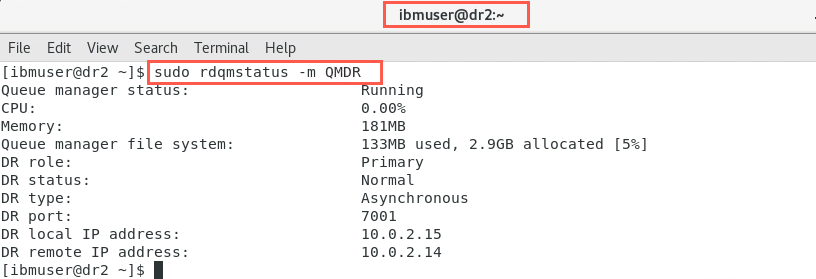 ibmuser@dr2:~
File Edit View Search Terminal Help
[ibmuser@dr2 ~]$ sudo rdqmstatus -m QMDR
Queue manager status: Running
CPU: 0.00%
Memory: 181MB
Queue manager file system: 133MB used, 2.9GB allocated [5%]
DR role: Primary
DR status: Normal
DR type: Asynchronous
DR port: 7001
DR local IP address: 10.0.2.15
DR remote IP address: 10.0.2.14
[ibmuser@dr2 ~]$